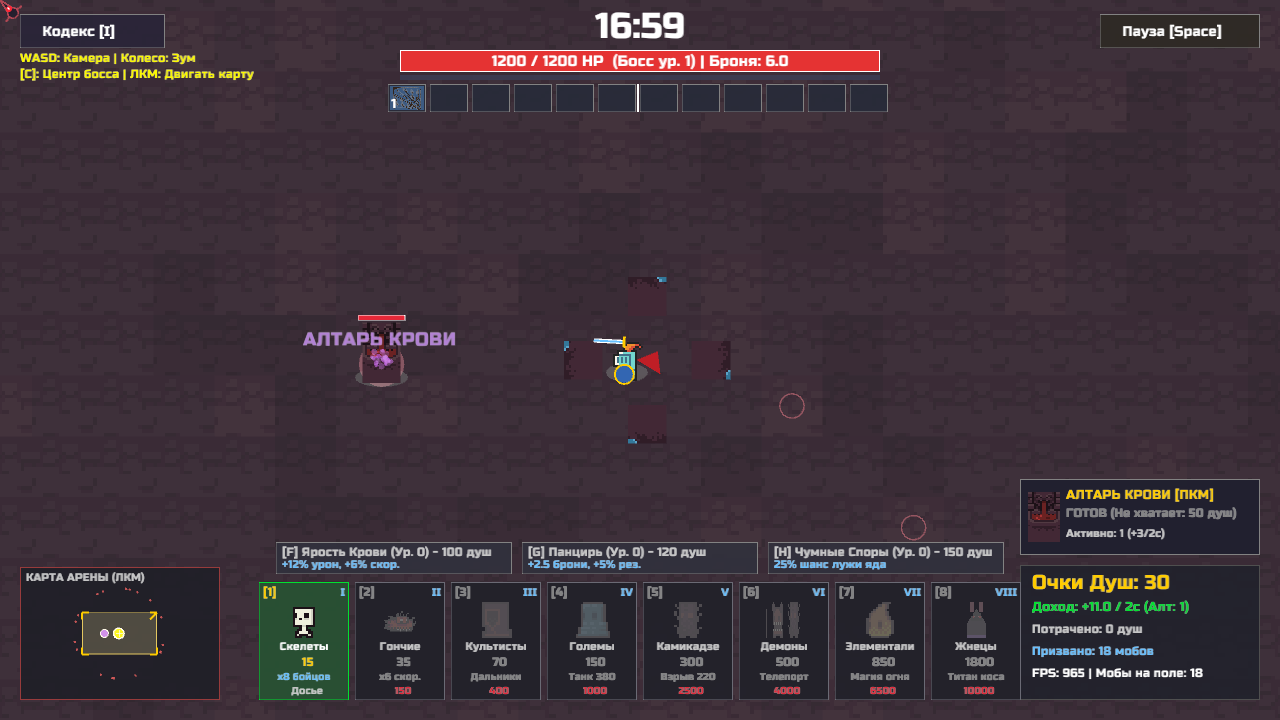 Кодекс [I]
WASD: Камера | Колесо: Зум
[C]: Центр босса | ЛКМ: Двигать карту
16:59
1200 / 1200 HP (Босс ур. 1) | Броня: 6.0
1
Пауза [Space]
АЛТАРЬ КРОВИ
АЛТАРЬ КРОВИ [ПКМ]
ГОТОВ (Не хватает: 50 душ)
Активно: 1 (+3/2с)
[F] Ярость Крови (Ур. 0) - 100 душ
+12% урон, +6% скор.
[G] Панцирь (Ур. 0) - 120 душ
+2.5 брони, +5% рез.
[H] Чумные Споры (Ур. 0) - 150 душ
25% шанс лужи яда
КАРТА АРЕНЫ (ПКМ)
[1] I
Скелеты
15
x8 бойцов
Досье
[2] II
Гончие
35
x6 скор.
150
[3] III
Культисты
70
Дальники
400
[4] IV
Големы
150
Танк 380
1000
[5] V
Камикадзе
300
Взрыв 220
2500
[6] VI
Демоны
500
Телепорт
4000
[7] VII
Элементали
850
Магия огня
6500
[8] VIII
Жнецы
1800
Титан коса
10000
Очки Душ: 30
Доход: +11.0 / 2с (Алт: 1)
Потрачено: 0 душ
Призвано: 18 мобов
FPS: 965 | Мобы на поле: 18